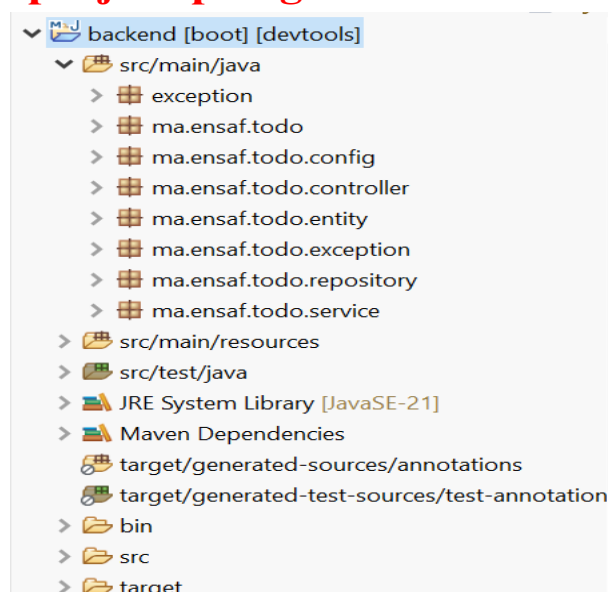 backend [boot] [devtools]
src/main/java
exception
ma.ensaf.todo
ma.ensaf.todo.config
ma.ensaf.todo.controller
ma.ensaf.todo.entity
ma.ensaf.todo.exception
ma.ensaf.todo.repository
ma.ensaf.todo.service
src/main/resources
src/test/java
JRE System Library [JavaSE-21]
Maven Dependencies
target/generated-sources/annotations
target/generated-test-sources/test-annotation
bin
src
target